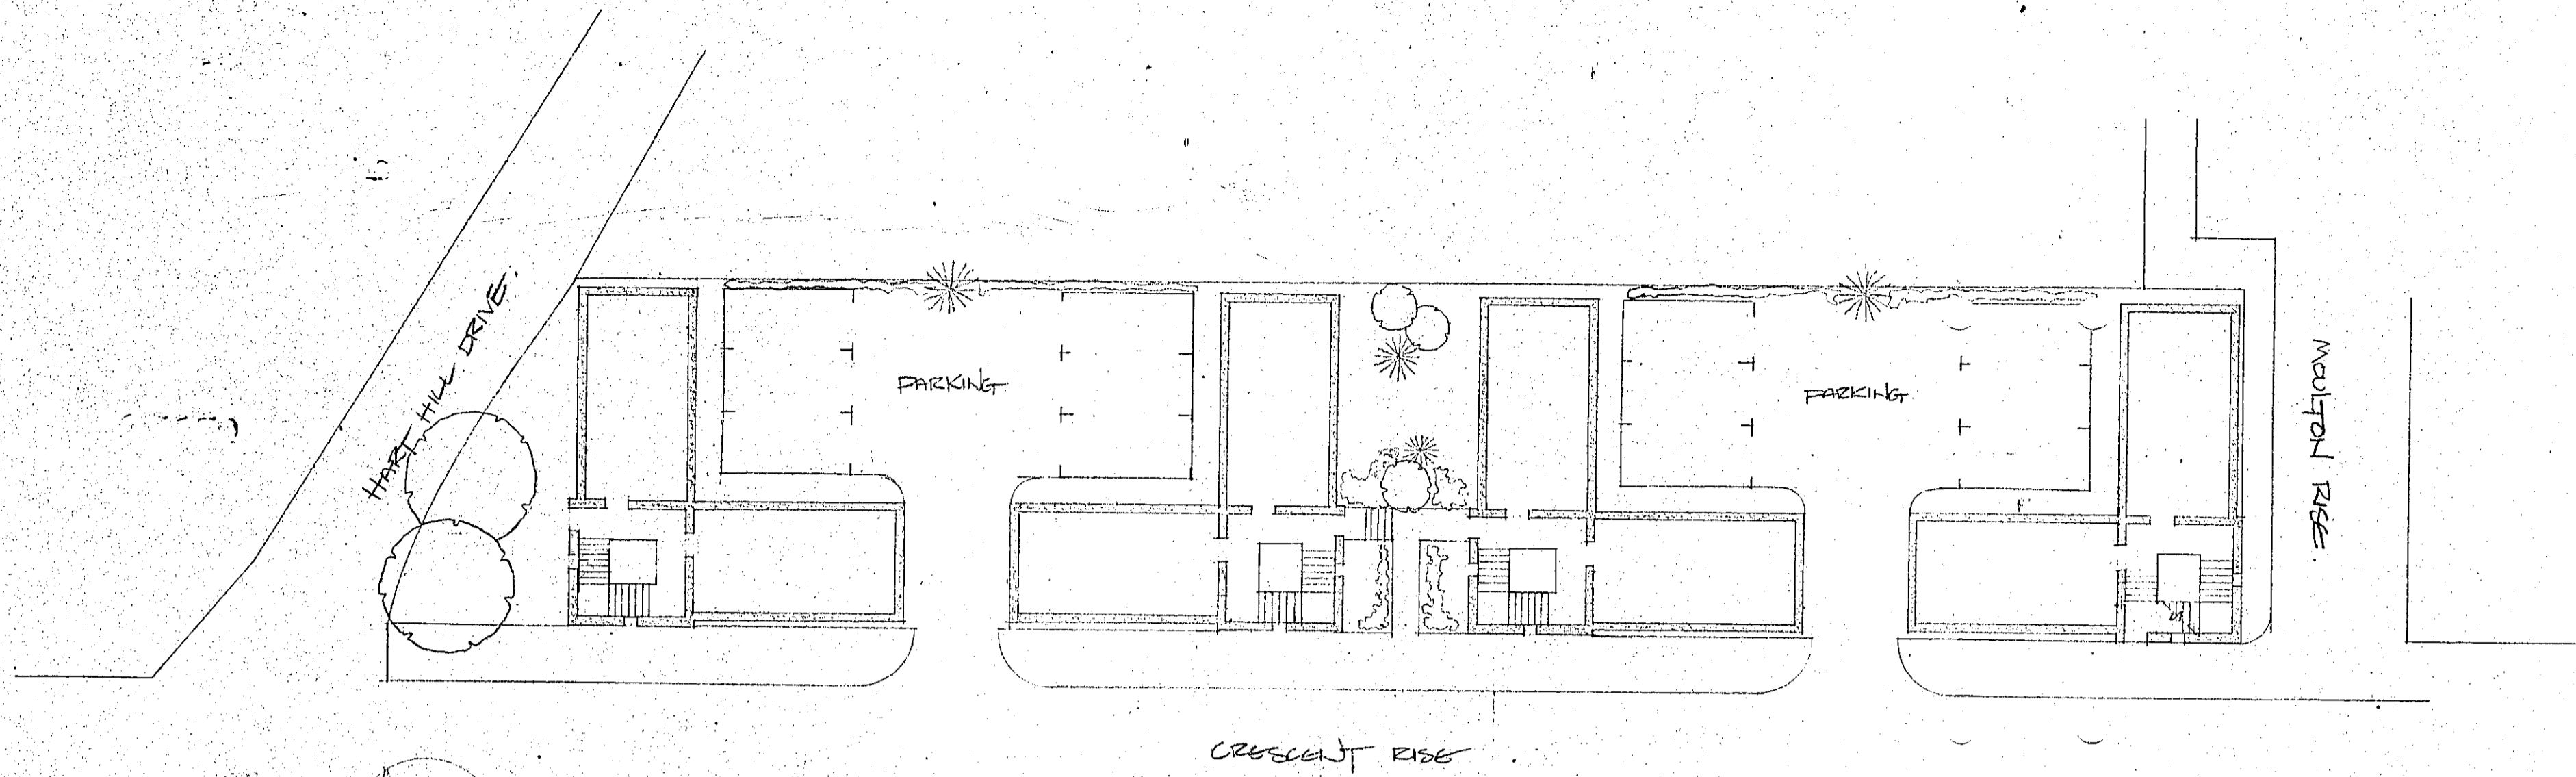 HART HILL DRIVE.
PARKING
PARKING
MOULTON RISE.
CRESCENT RISE